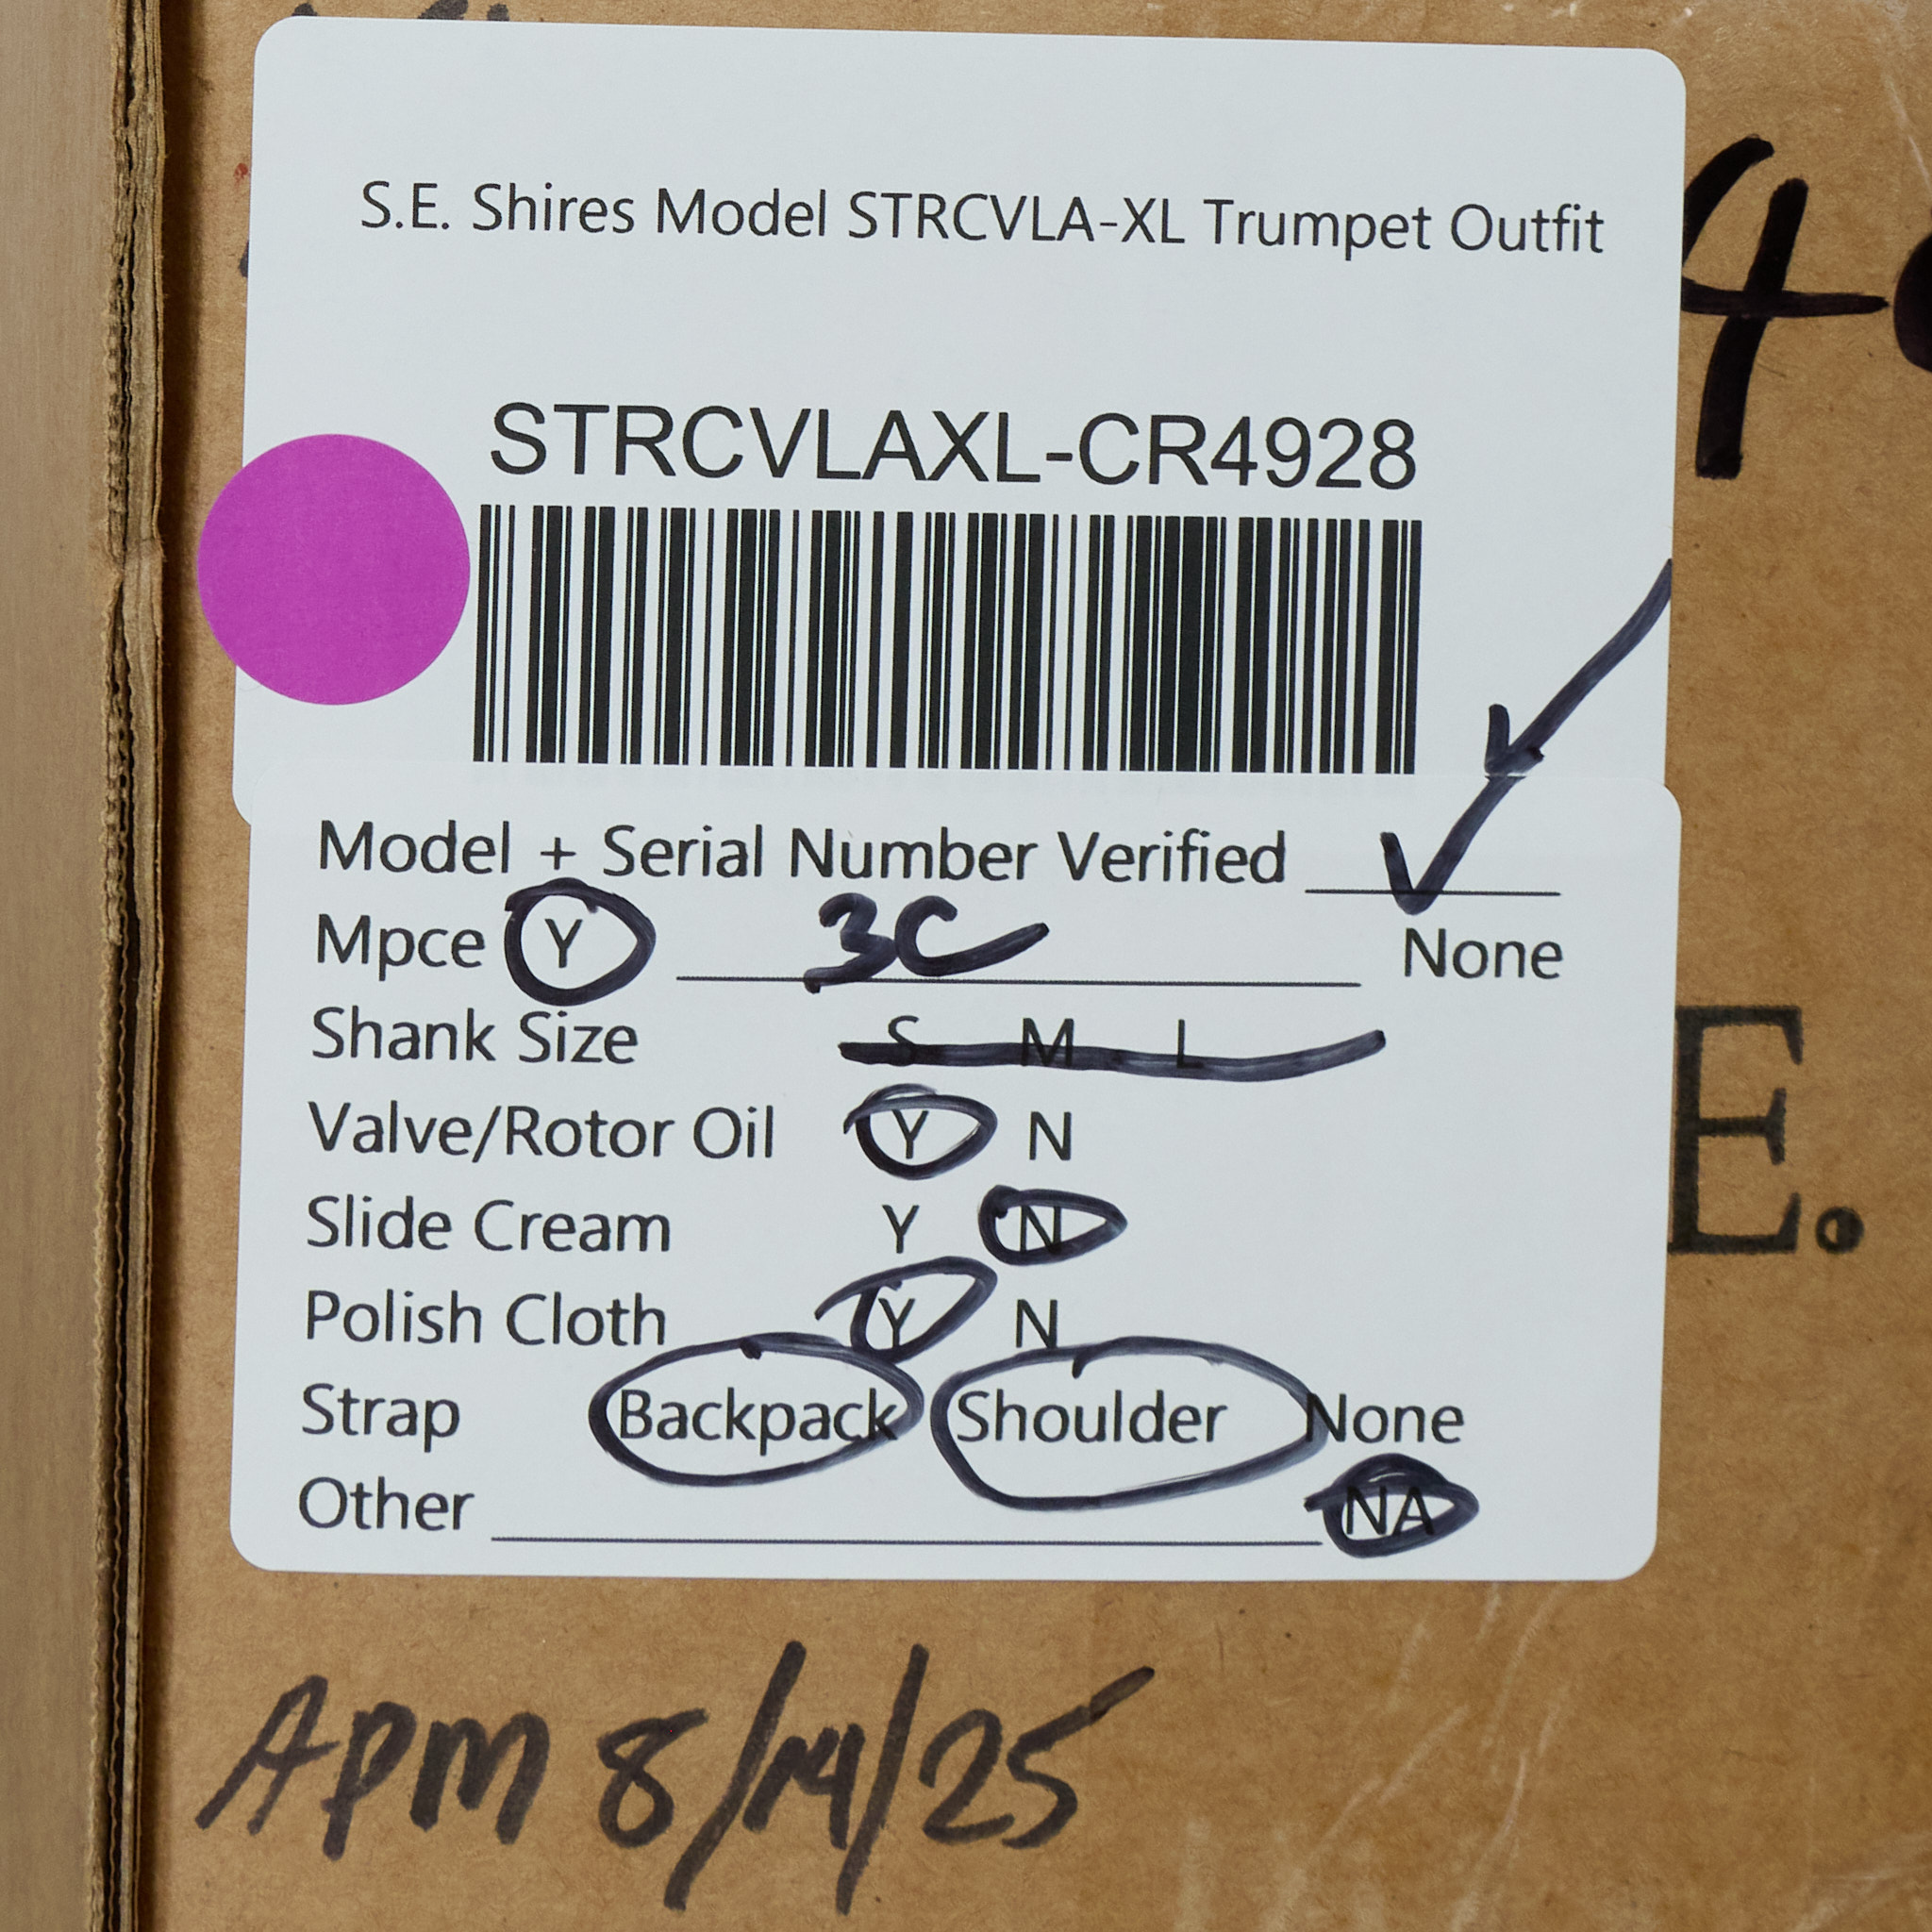 S.E. Shires Model STRCVLA-XL Trumpet Outfit
4
STRCVLAXL-CR4928
Model + Serial Number Verified ✓
Mpce Y 3C None
Shank Size S M L
Valve/Rotor Oil Y N
Slide Cream Y N
Polish Cloth Y N
Strap Backpack Shoulder None
Other NA
E.
APM 8/14/25